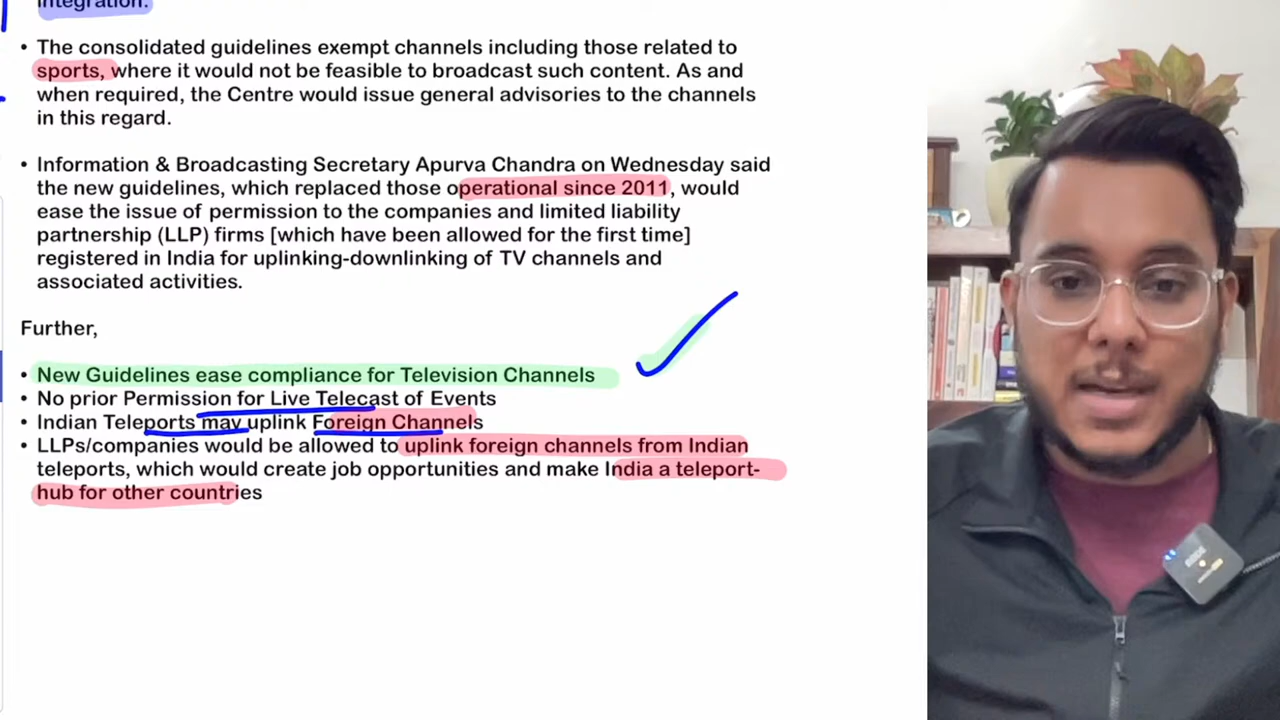 integration.
• The consolidated guidelines exempt channels including those related to
sports, where it would not be feasible to broadcast such content. As and
when required, the Centre would issue general advisories to the channels
in this regard.
• Information & Broadcasting Secretary Apurva Chandra on Wednesday said
the new guidelines, which replaced those operational since 2011, would
ease the issue of permission to the companies and limited liability
partnership (LLP) firms [which have been allowed for the first time]
registered in India for uplinking-downlinking of TV channels and
associated activities.
Further,
• New Guidelines ease compliance for Television Channels
• No prior Permission for Live Telecast of Events
• Indian Teleports may uplink Foreign Channels
• LLPs/companies would be allowed to uplink foreign channels from Indian
teleports, which would create job opportunities and make India a teleport-
hub for other countries